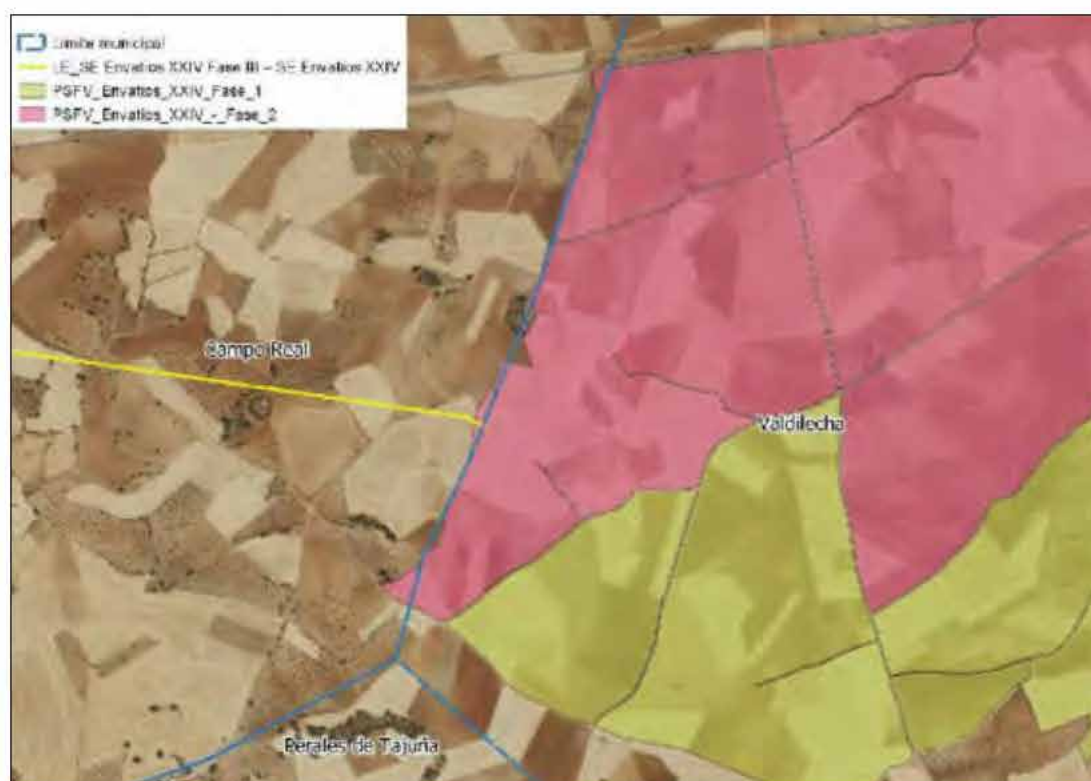 Límite municipal
LE_SE Envatios XXIV Fase III – SE Envatios XXIV
PSFV_Envatios_XXIV_Fase_1
PSFV_Envatios_XXIV_-_Fase_2
Campo Real
Valdilecha
Perales de Tajuña